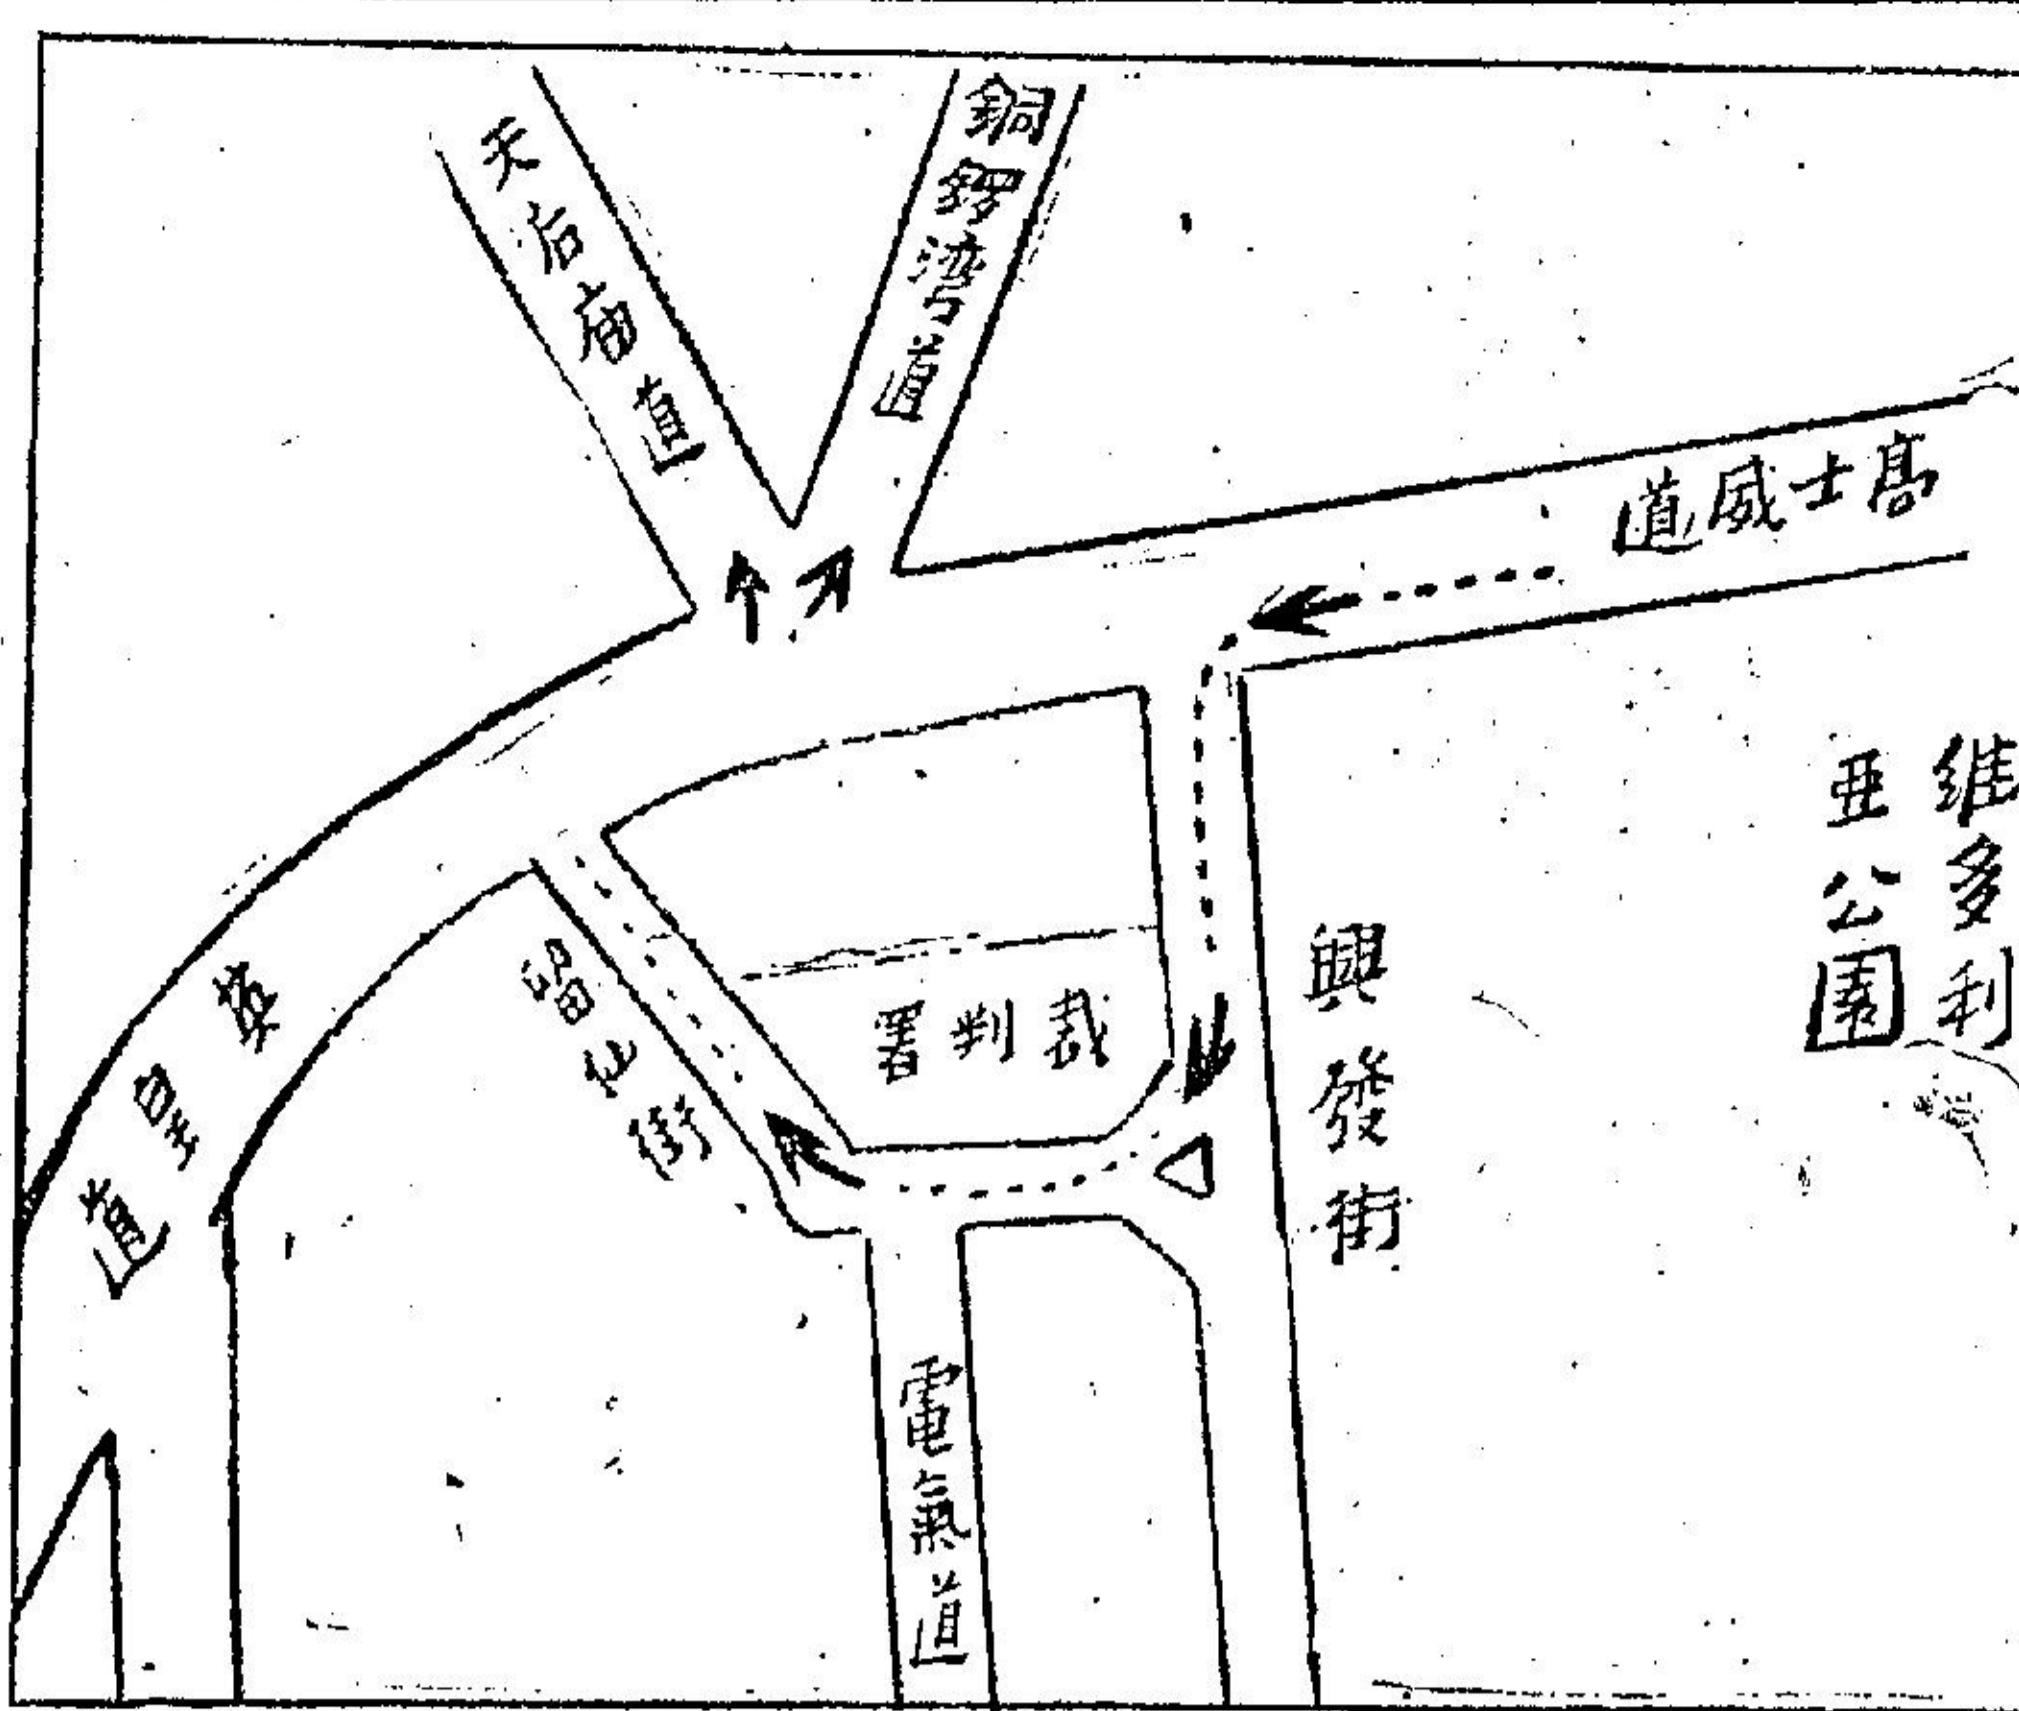 銅鑼湾道
天后廟道
道威士高
維多利
亞公園
英皇道
留仙街
署判裁
興發街
電氣道